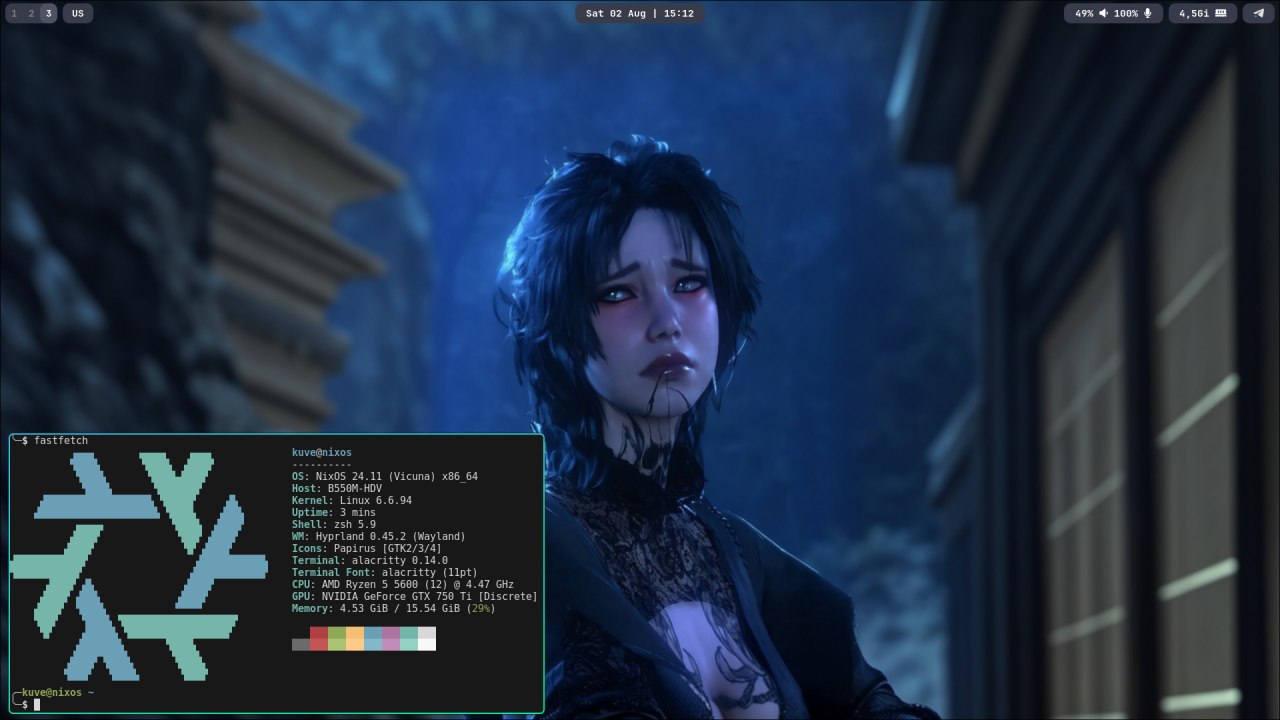 1 2 3 US Sat 02 Aug | 15:12 49% 100% 4,5Gi
$ fastfetch
kuve@nixos
----------
OS: NixOS 24.11 (Vicuna) x86_64
Host: B550M-HDV
Kernel: Linux 6.6.94
Uptime: 3 mins
Shell: zsh 5.9
WM: Hyprland 0.45.2 (Wayland)
Icons: Papirus [GTK2/3/4]
Terminal: alacritty 0.14.0
Terminal Font: alacritty (11pt)
CPU: AMD Ryzen 5 5600 (12) @ 4.47 GHz
GPU: NVIDIA GeForce GTX 750 Ti [Discrete]
Memory: 4.53 GiB / 15.54 GiB (29%)
kuve@nixos ~
$